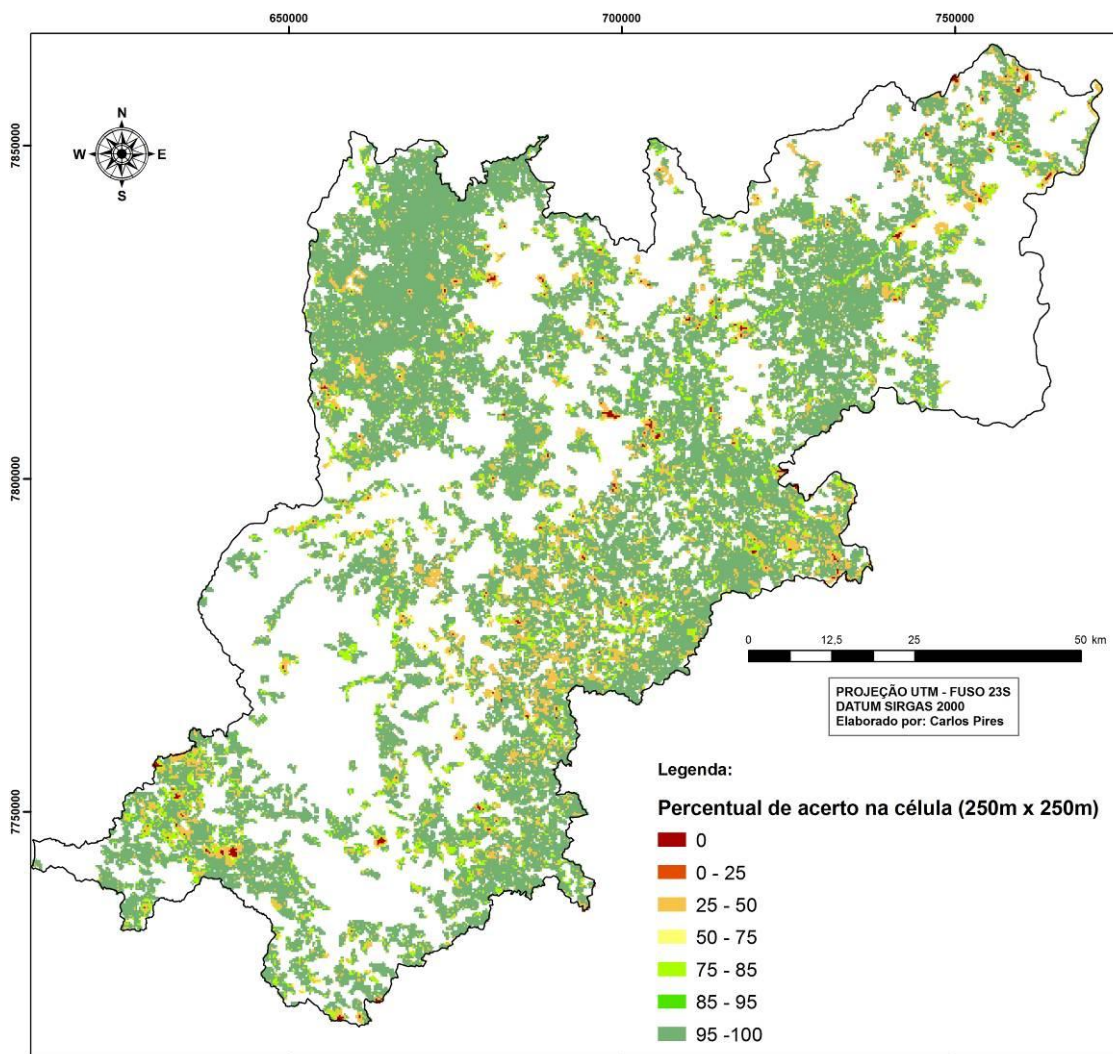 650000
700000
750000
7850000
7800000
7750000
N
W
E
S
0
12,5
25
50 km
PROJEÇÃO UTM - FUSO 23S
DATUM SIRGAS 2000
Elaborado por: Carlos Pires
Legenda:
Percentual de acerto na célula (250m x 250m)
0
0 - 25
25 - 50
50 - 75
75 - 85
85 - 95
95 -100